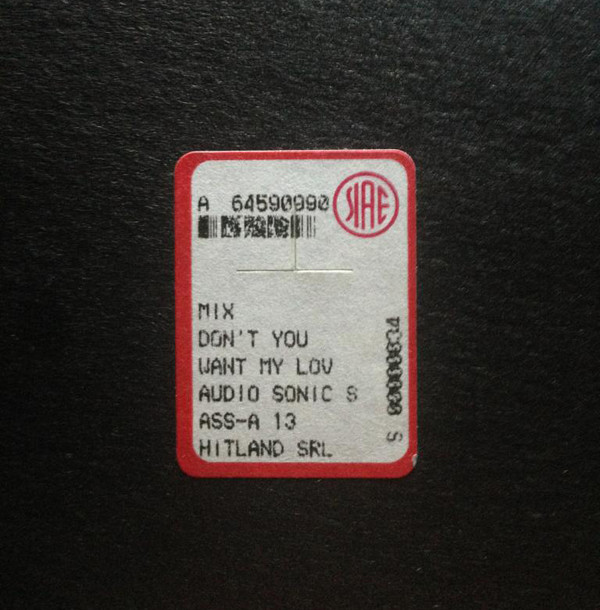 A 64590990
SIAE
MIX
DON'T YOU
WANT MY LOV
AUDIO SONIC S
ASS-A 13
HITLAND SRL
S 00000834